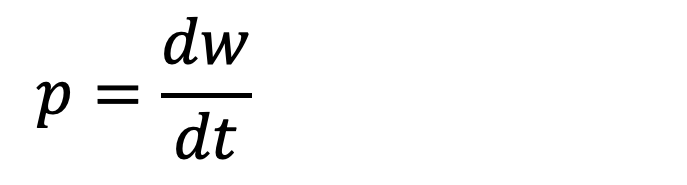 p = dw/dt